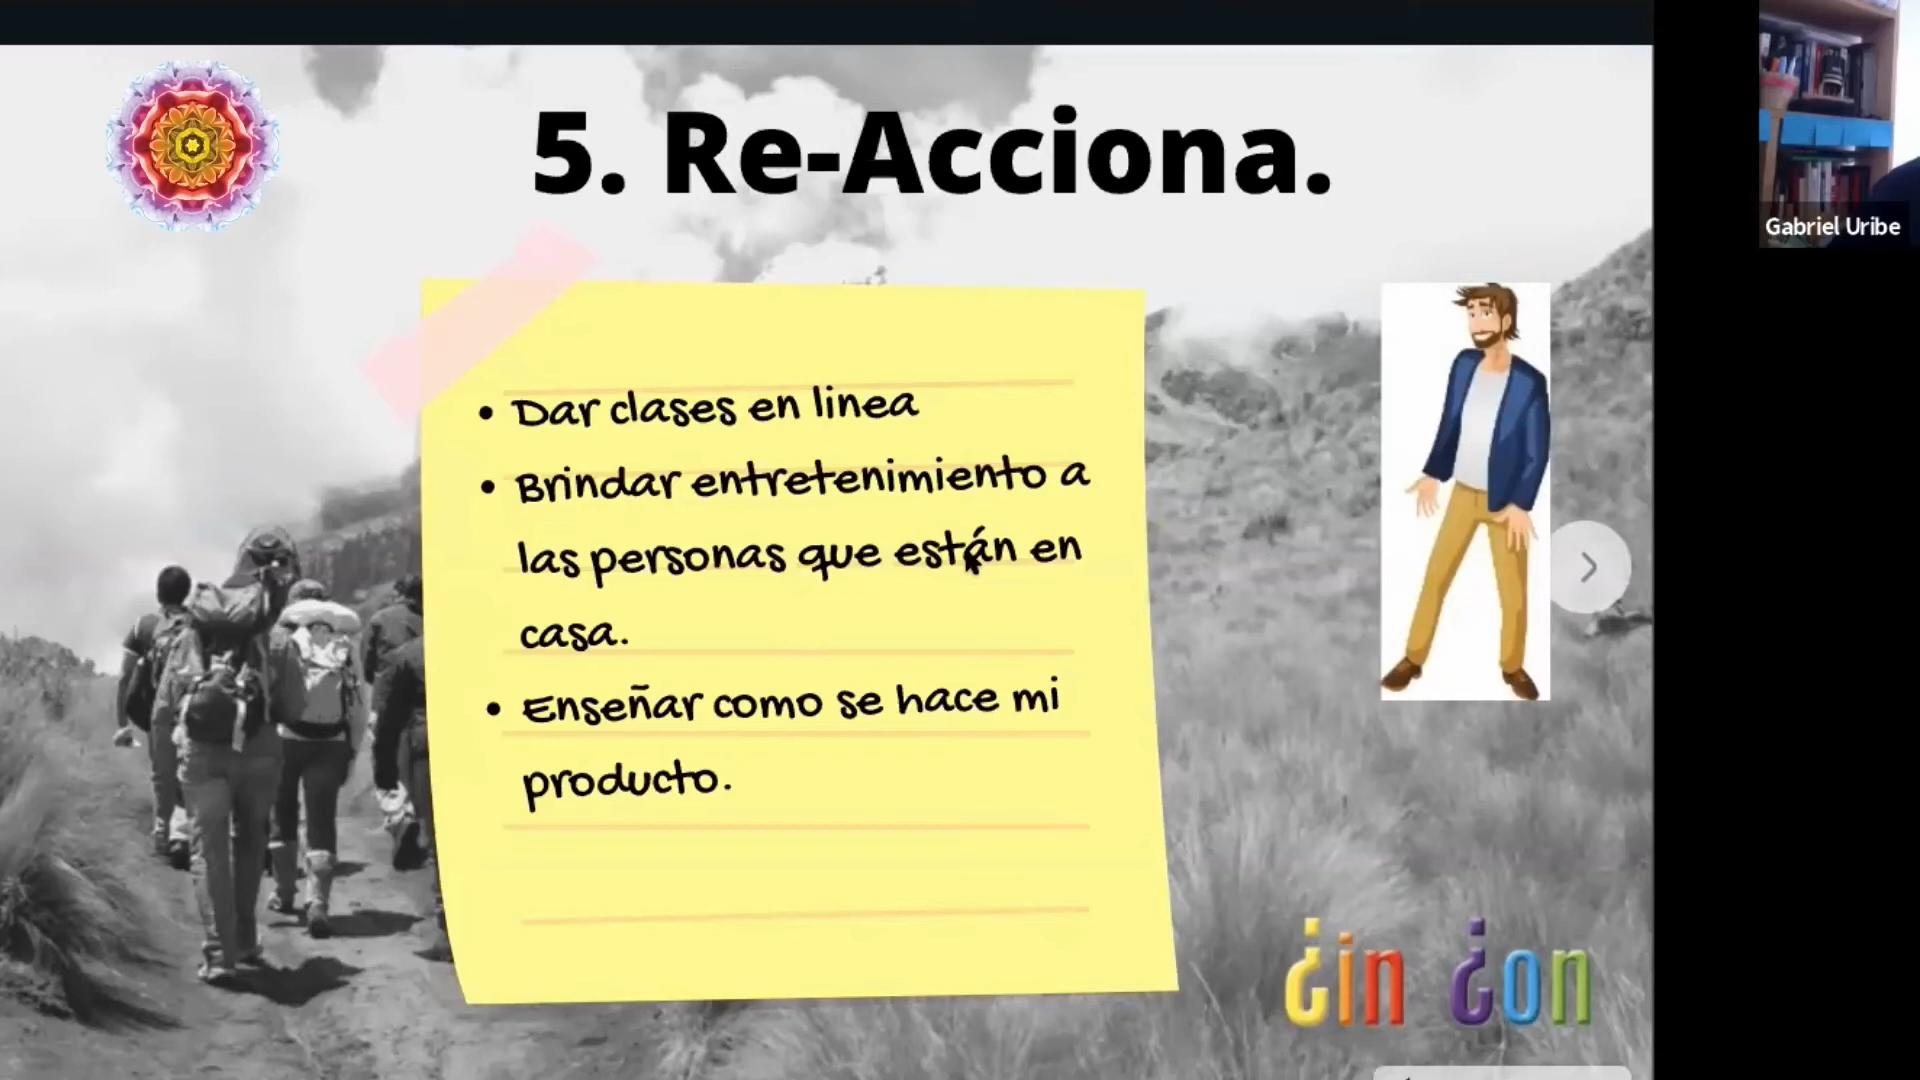 5. Re-Acciona.
Gabriel Uribe
• Dar clases en linea
• Brindar entretenimiento a
las personas que están en
casa.
• Enseñar como se hace mi
producto.
¿in ¿on